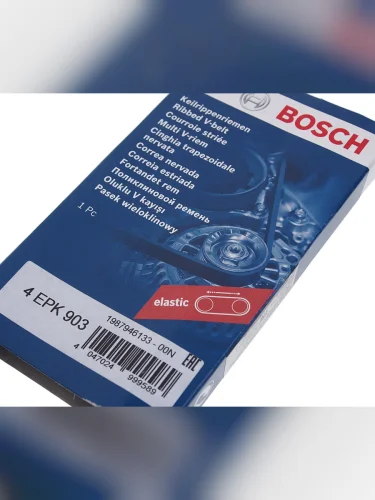 BOSCH
Keilrippenriemen
Ribbed V-belt
Courroie striée
Multi V-riem
Cinghia trapezoidale
nervata
Correa nervada
Correia estriada
Fortandet rem
Поликлиновой ремень
Oluklu V kayışı
Pasek wieloklinowy
1 Pc
elastic
4 EPK 903
1987946133-00N
4 047024 999589
EAC